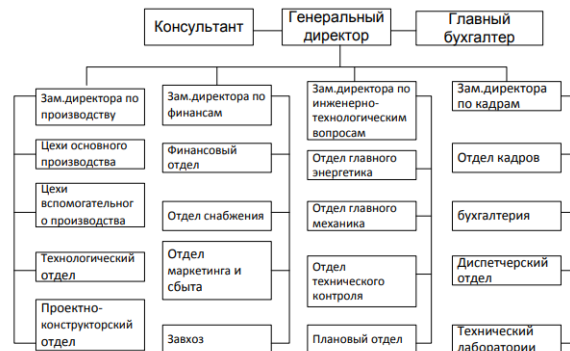 Консультант
Генеральный
директор
Главный
бухгалтер
Зам.директора по
производству
Цехи основного
производства
Цехи
вспомогательног
о производства
Технологический
отдел
Проектно-
конструкторский
отдел
Зам.директора по
финансам
Финансовый
отдел
Отдел снабжения
Отдел
маркетинга и
сбыта
Завхоз
Зам.директора по
инженерно-
технологическим
вопросам
Отдел главного
энергетика
Отдел главного
механика
Отдел
технического
контроля
Плановый отдел
Зам.директора
по кадрам
Отдел кадров
бухгалтерия
Диспетчерский
отдел
Технический
лаборатории